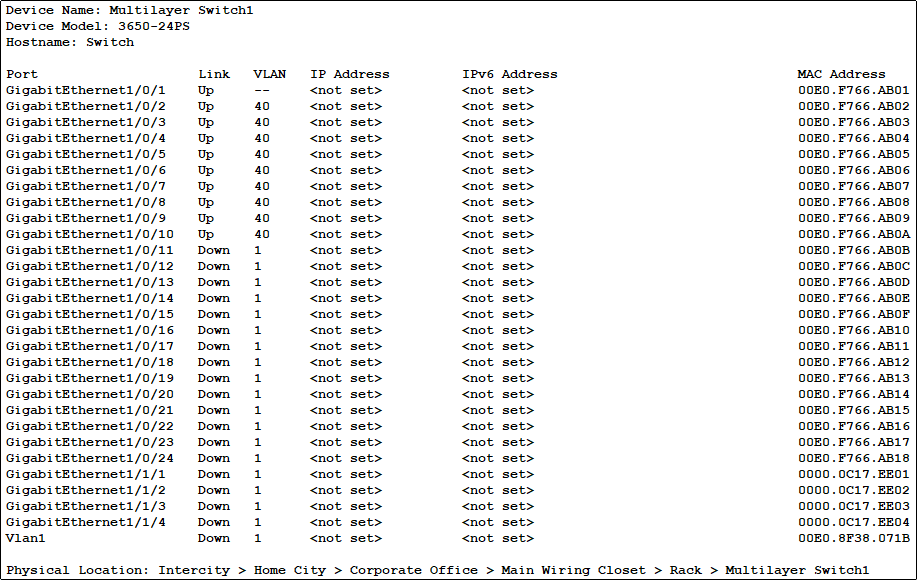 Device Name: Multilayer Switch1
Device Model: 3650-24PS
Hostname: Switch
Port Link VLAN IP Address IPv6 Address MAC Address
GigabitEthernet1/0/1 Up -- <not set> <not set> 00E0.F766.AB01
GigabitEthernet1/0/2 Up 40 <not set> <not set> 00E0.F766.AB02
GigabitEthernet1/0/3 Up 40 <not set> <not set> 00E0.F766.AB03
GigabitEthernet1/0/4 Up 40 <not set> <not set> 00E0.F766.AB04
GigabitEthernet1/0/5 Up 40 <not set> <not set> 00E0.F766.AB05
GigabitEthernet1/0/6 Up 40 <not set> <not set> 00E0.F766.AB06
GigabitEthernet1/0/7 Up 40 <not set> <not set> 00E0.F766.AB07
GigabitEthernet1/0/8 Up 40 <not set> <not set> 00E0.F766.AB08
GigabitEthernet1/0/9 Up 40 <not set> <not set> 00E0.F766.AB09
GigabitEthernet1/0/10 Up 40 <not set> <not set> 00E0.F766.AB0A
GigabitEthernet1/0/11 Down 1 <not set> <not set> 00E0.F766.AB0B
GigabitEthernet1/0/12 Down 1 <not set> <not set> 00E0.F766.AB0C
GigabitEthernet1/0/13 Down 1 <not set> <not set> 00E0.F766.AB0D
GigabitEthernet1/0/14 Down 1 <not set> <not set> 00E0.F766.AB0E
GigabitEthernet1/0/15 Down 1 <not set> <not set> 00E0.F766.AB0F
GigabitEthernet1/0/16 Down 1 <not set> <not set> 00E0.F766.AB10
GigabitEthernet1/0/17 Down 1 <not set> <not set> 00E0.F766.AB11
GigabitEthernet1/0/18 Down 1 <not set> <not set> 00E0.F766.AB12
GigabitEthernet1/0/19 Down 1 <not set> <not set> 00E0.F766.AB13
GigabitEthernet1/0/20 Down 1 <not set> <not set> 00E0.F766.AB14
GigabitEthernet1/0/21 Down 1 <not set> <not set> 00E0.F766.AB15
GigabitEthernet1/0/22 Down 1 <not set> <not set> 00E0.F766.AB16
GigabitEthernet1/0/23 Down 1 <not set> <not set> 00E0.F766.AB17
GigabitEthernet1/0/24 Down 1 <not set> <not set> 00E0.F766.AB18
GigabitEthernet1/1/1 Down 1 <not set> <not set> 0000.0C17.EE01
GigabitEthernet1/1/2 Down 1 <not set> <not set> 0000.0C17.EE02
GigabitEthernet1/1/3 Down 1 <not set> <not set> 0000.0C17.EE03
GigabitEthernet1/1/4 Down 1 <not set> <not set> 0000.0C17.EE04
Vlan1 Down 1 <not set> <not set> 00E0.8F38.071B
Physical Location: Intercity > Home City > Corporate Office > Main Wiring Closet > Rack > Multilayer Switch1